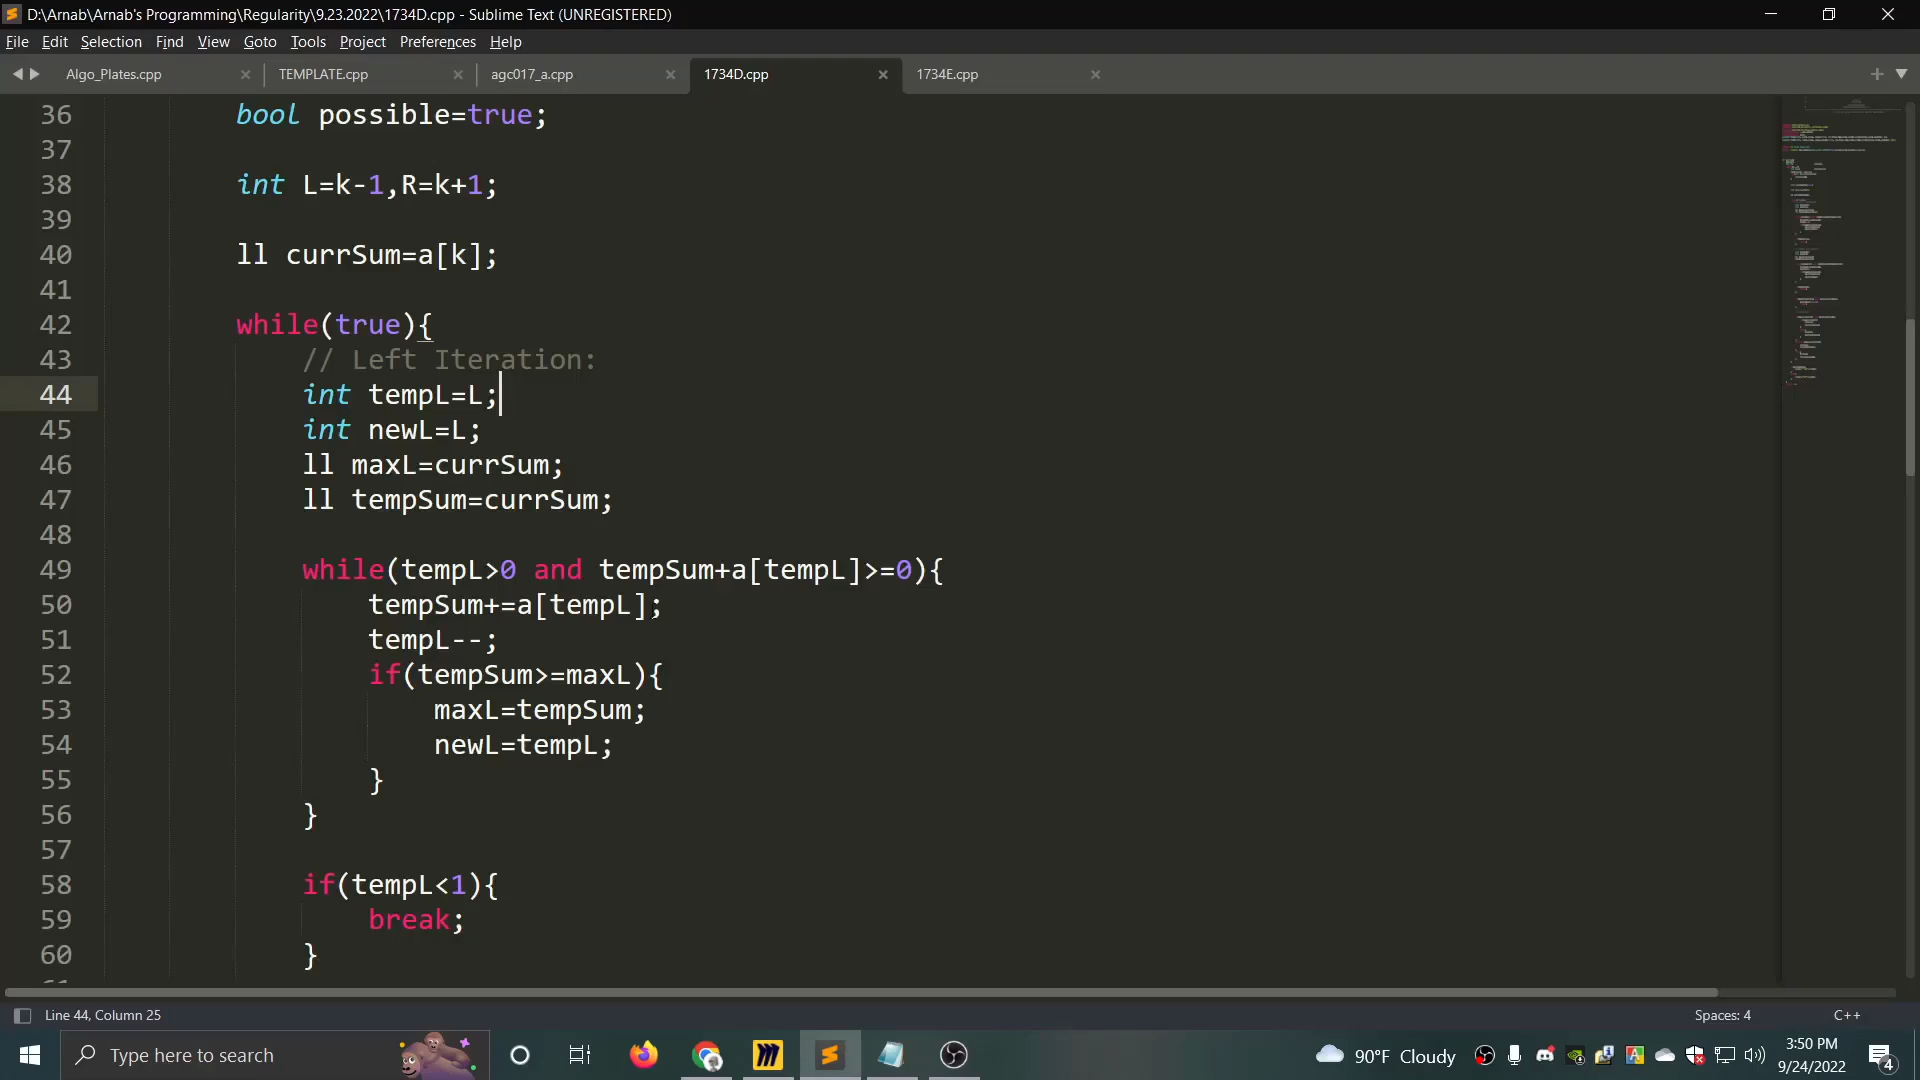 D:\Arnab\Arnab's Programming\Regularity\9.23.2022\1734D.cpp - Sublime Text (UNREGISTERED)
File Edit Selection Find View Goto Tools Project Preferences Help
Algo_Plates.cpp TEMPLATE.cpp agc017_a.cpp 1734D.cpp 1734E.cpp
36 bool possible=true;
37
38 int L=k-1,R=k+1;
39
40 ll currSum=a[k];
41
42 while(true){
43 // Left Iteration:
44 int tempL=L;
45 int newL=L;
46 ll maxL=currSum;
47 ll tempSum=currSum;
48
49 while(tempL>0 and tempSum+a[tempL]>=0){
50 tempSum+=a[tempL];
51 tempL--;
52 if(tempSum>=maxL){
53 maxL=tempSum;
54 newL=tempL;
55 }
56 }
57
58 if(tempL<1){
59 break;
60 }
Line 44, Column 25 Spaces: 4 C++
Type here to search
90°F Cloudy
3:50 PM
9/24/2022
4